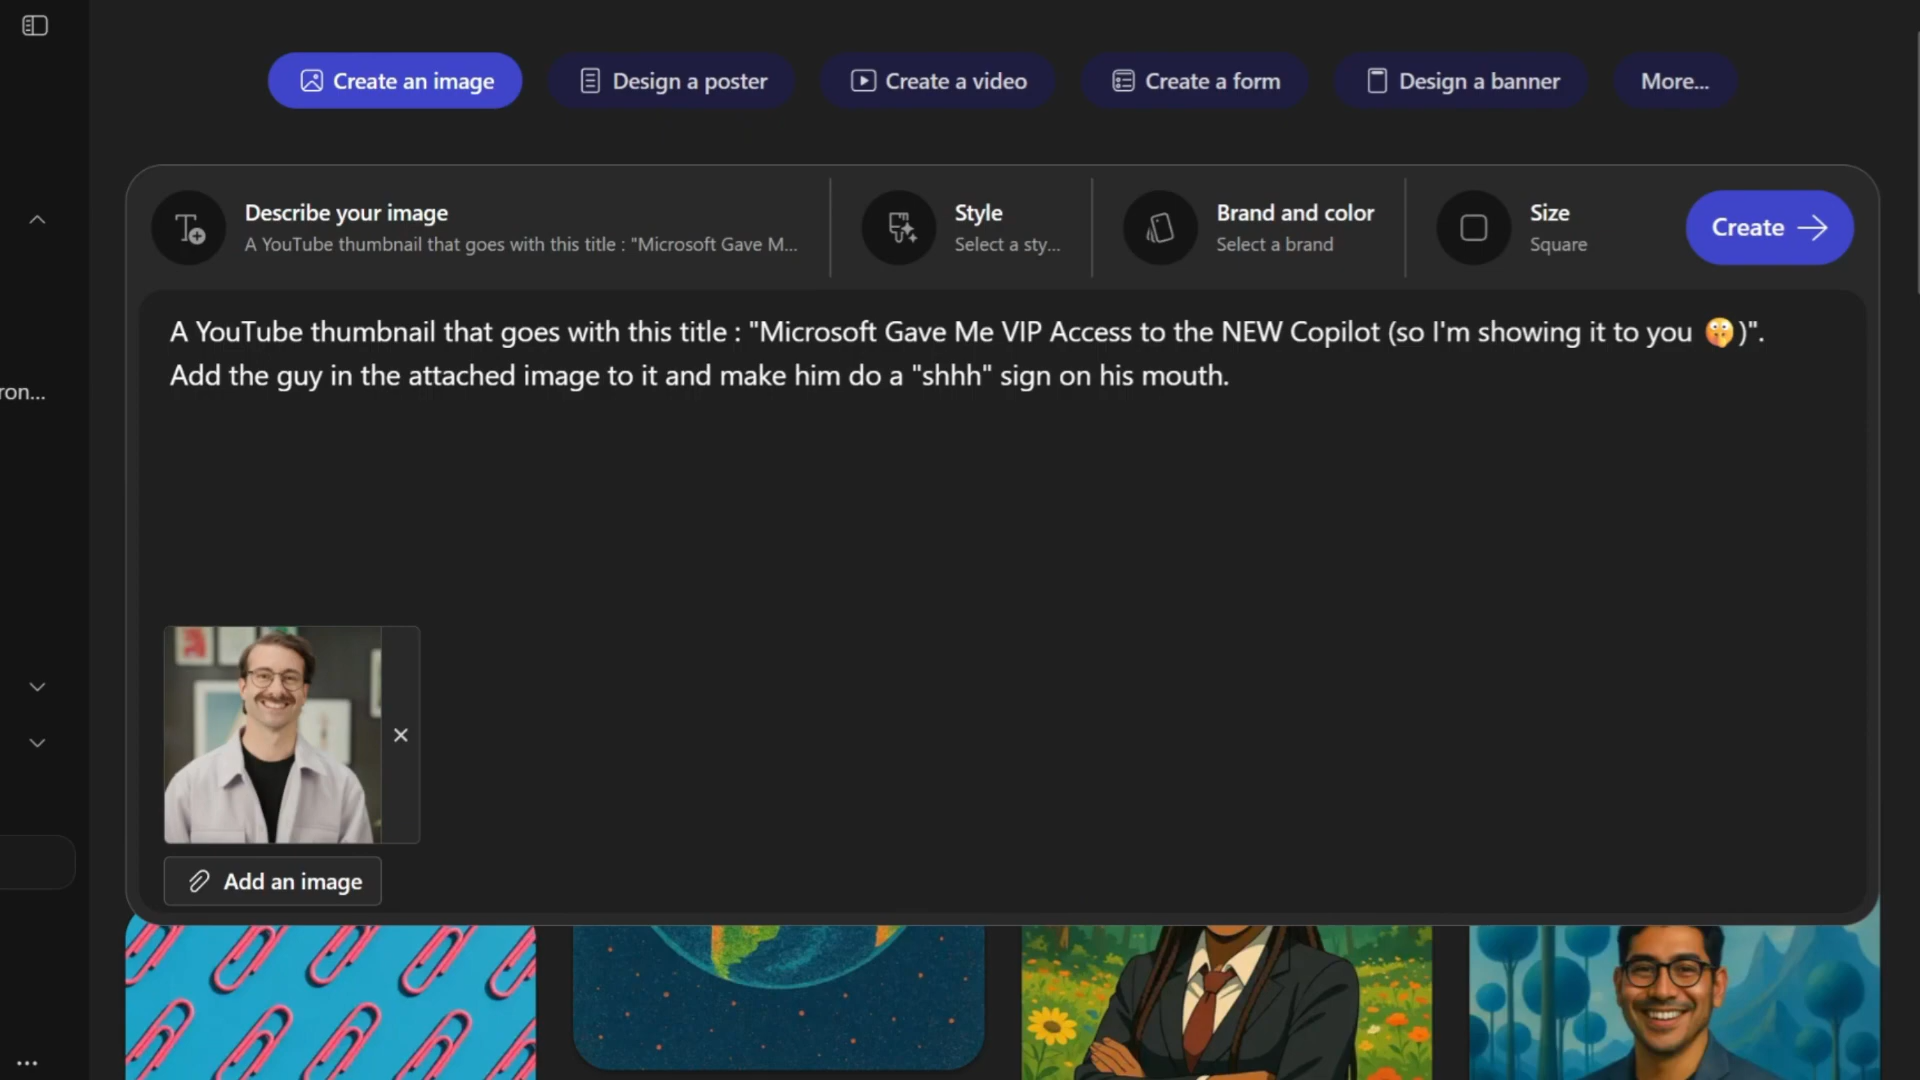 Create an image
Design a poster
Create a video
Create a form
Design a banner
More...
Describe your image
A YouTube thumbnail that goes with this title : "Microsoft Gave M...
Style
Select a sty...
Brand and color
Select a brand
Size
Square
Create
A YouTube thumbnail that goes with this title : "Microsoft Gave Me VIP Access to the NEW Copilot (so I'm showing it to you 🤫)".
Add the guy in the attached image to it and make him do a "shhh" sign on his mouth.
ron...
Add an image